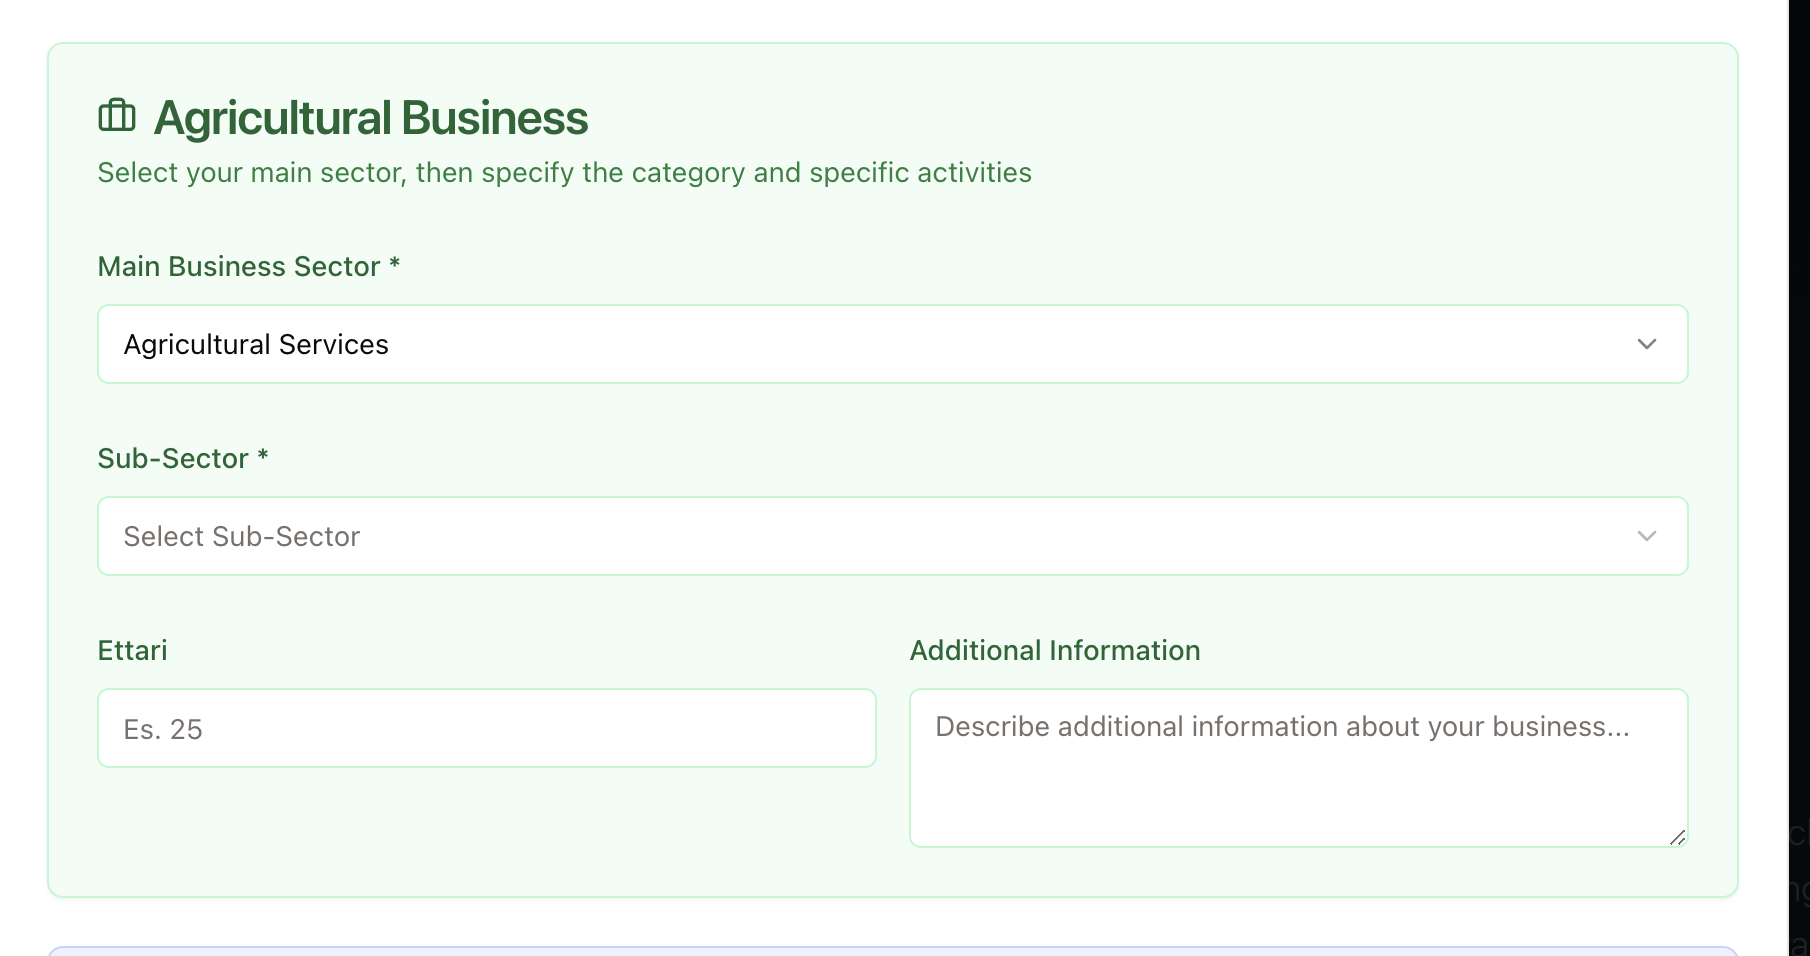 Agricultural Business
Select your main sector, then specify the category and specific activities
Main Business Sector *
Agricultural Services
Sub-Sector *
Select Sub-Sector
Ettari
Additional Information
Es. 25
Describe additional information about your business...